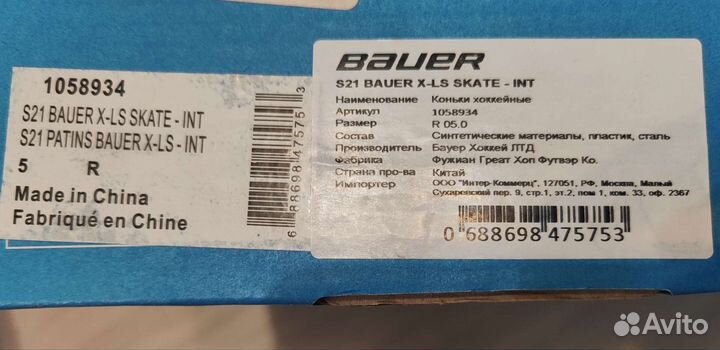 1058934
S21 BAUER X-LS SKATE - INT
S21 PATINS BAUER X-LS - INT
5 R
Made in China
Fabriqué en Chine
6 88698 47575 3
BAUER
S21 BAUER X-LS SKATE - INT
Наименование Коньки хоккейные
Артикул 1058934
Размер R 05.0
Состав Синтетические материалы, пластик, сталь
Производитель Бауер Хоккей ЛТД
Фабрика Фужиан Греат Хоп Футвэр Ко.
Страна про-ва Китай
Импортер ООО "Интер-Коммерц", 127051, РФ, Москва, Малый
Сухаревский пер. 9, стр.1, эт.2, пом 1, ком. 33, оф. 2367
0 688698 475753
Avito